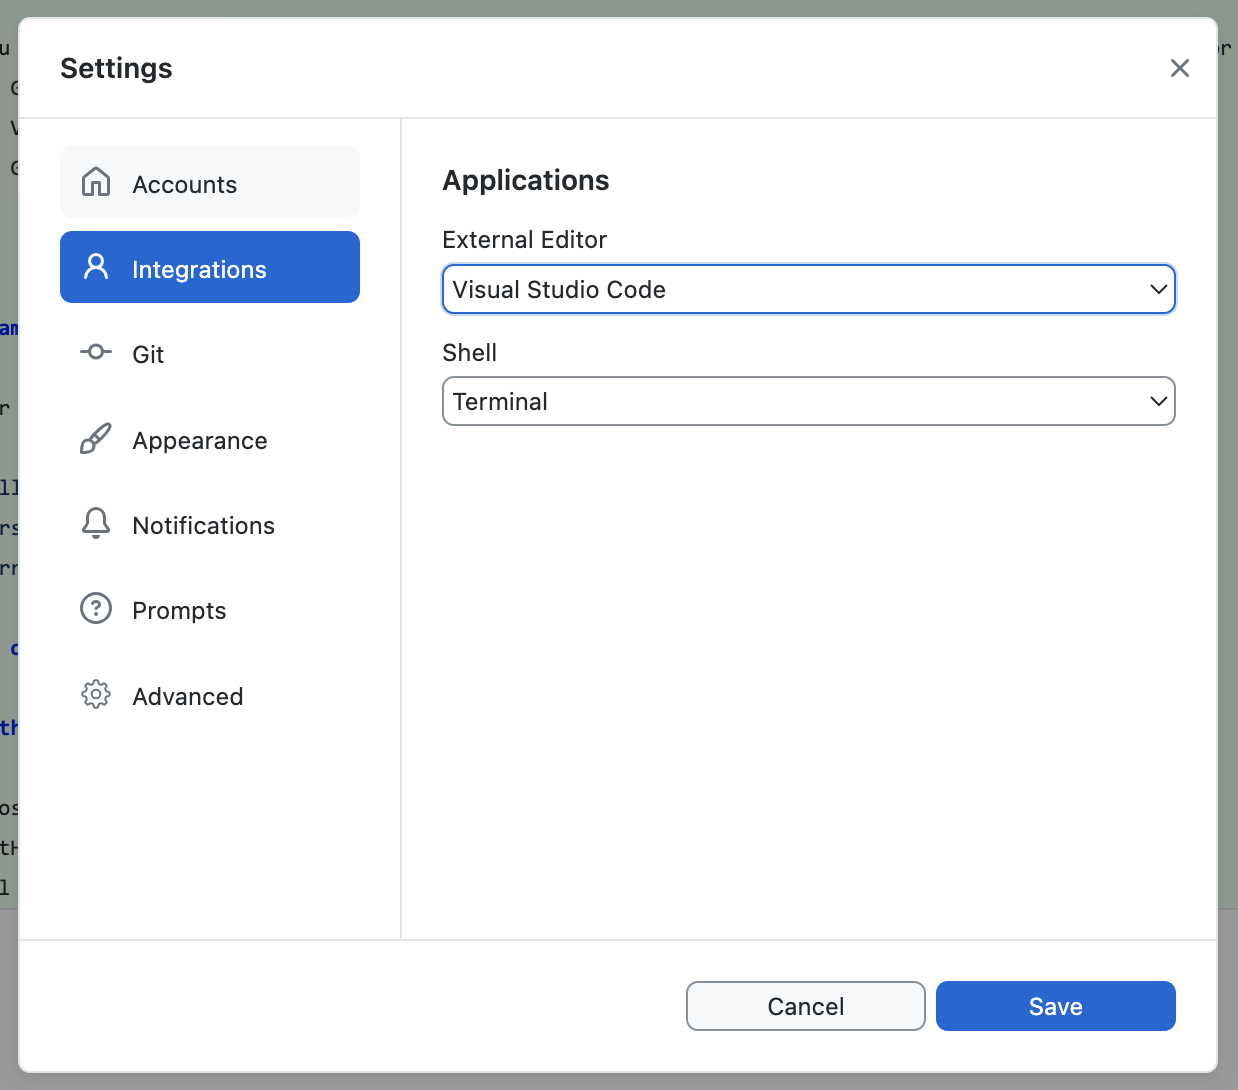 Settings
Accounts
Integrations
Git
Appearance
Notifications
Prompts
Advanced
Applications
External Editor
Visual Studio Code
Shell
Terminal
Cancel
Save